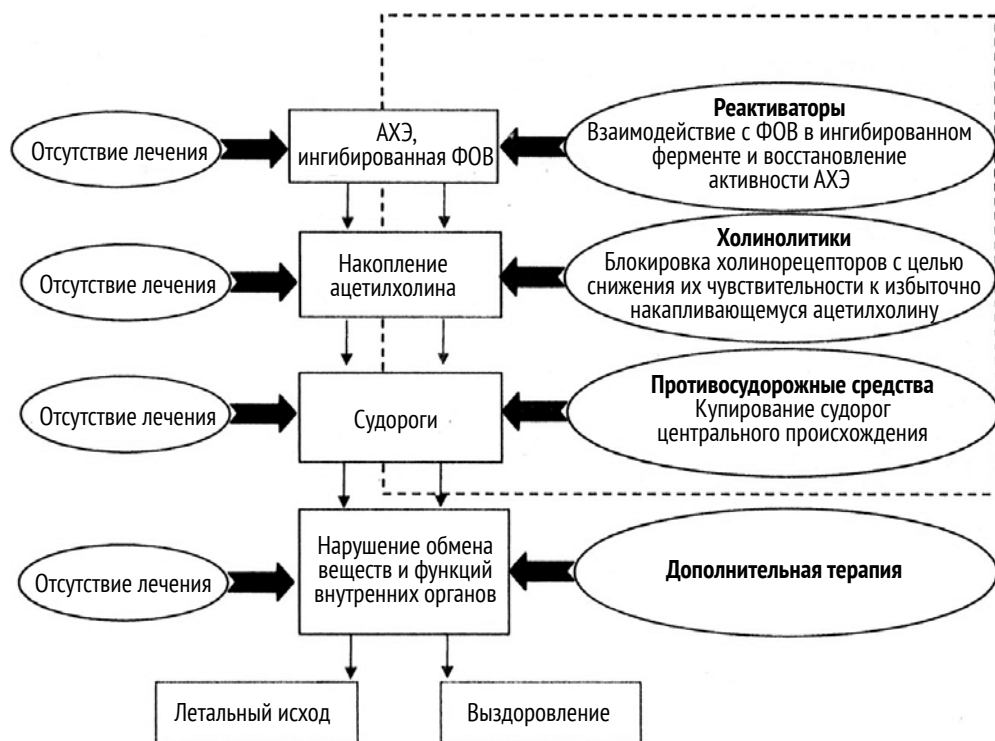 Отсутствие лечения
АХЭ,
ингибированная ФОВ
Реактиваторы
Взаимодействие с ФОВ в ингибированном
ферменте и восстановление
активности АХЭ
Отсутствие лечения
Накопление
ацетилхолина
Холинолитики
Блокировка холинорецепторов с целью
снижения их чувствительности к избыточно
накапливающемуся ацетилхолину
Отсутствие лечения
Судороги
Противосудорожные средства
Купирование судорог
центрального происхождения
Отсутствие лечения
Нарушение обмена
веществ и функций
внутренних органов
Дополнительная терапия
Летальный исход
Выздоровление